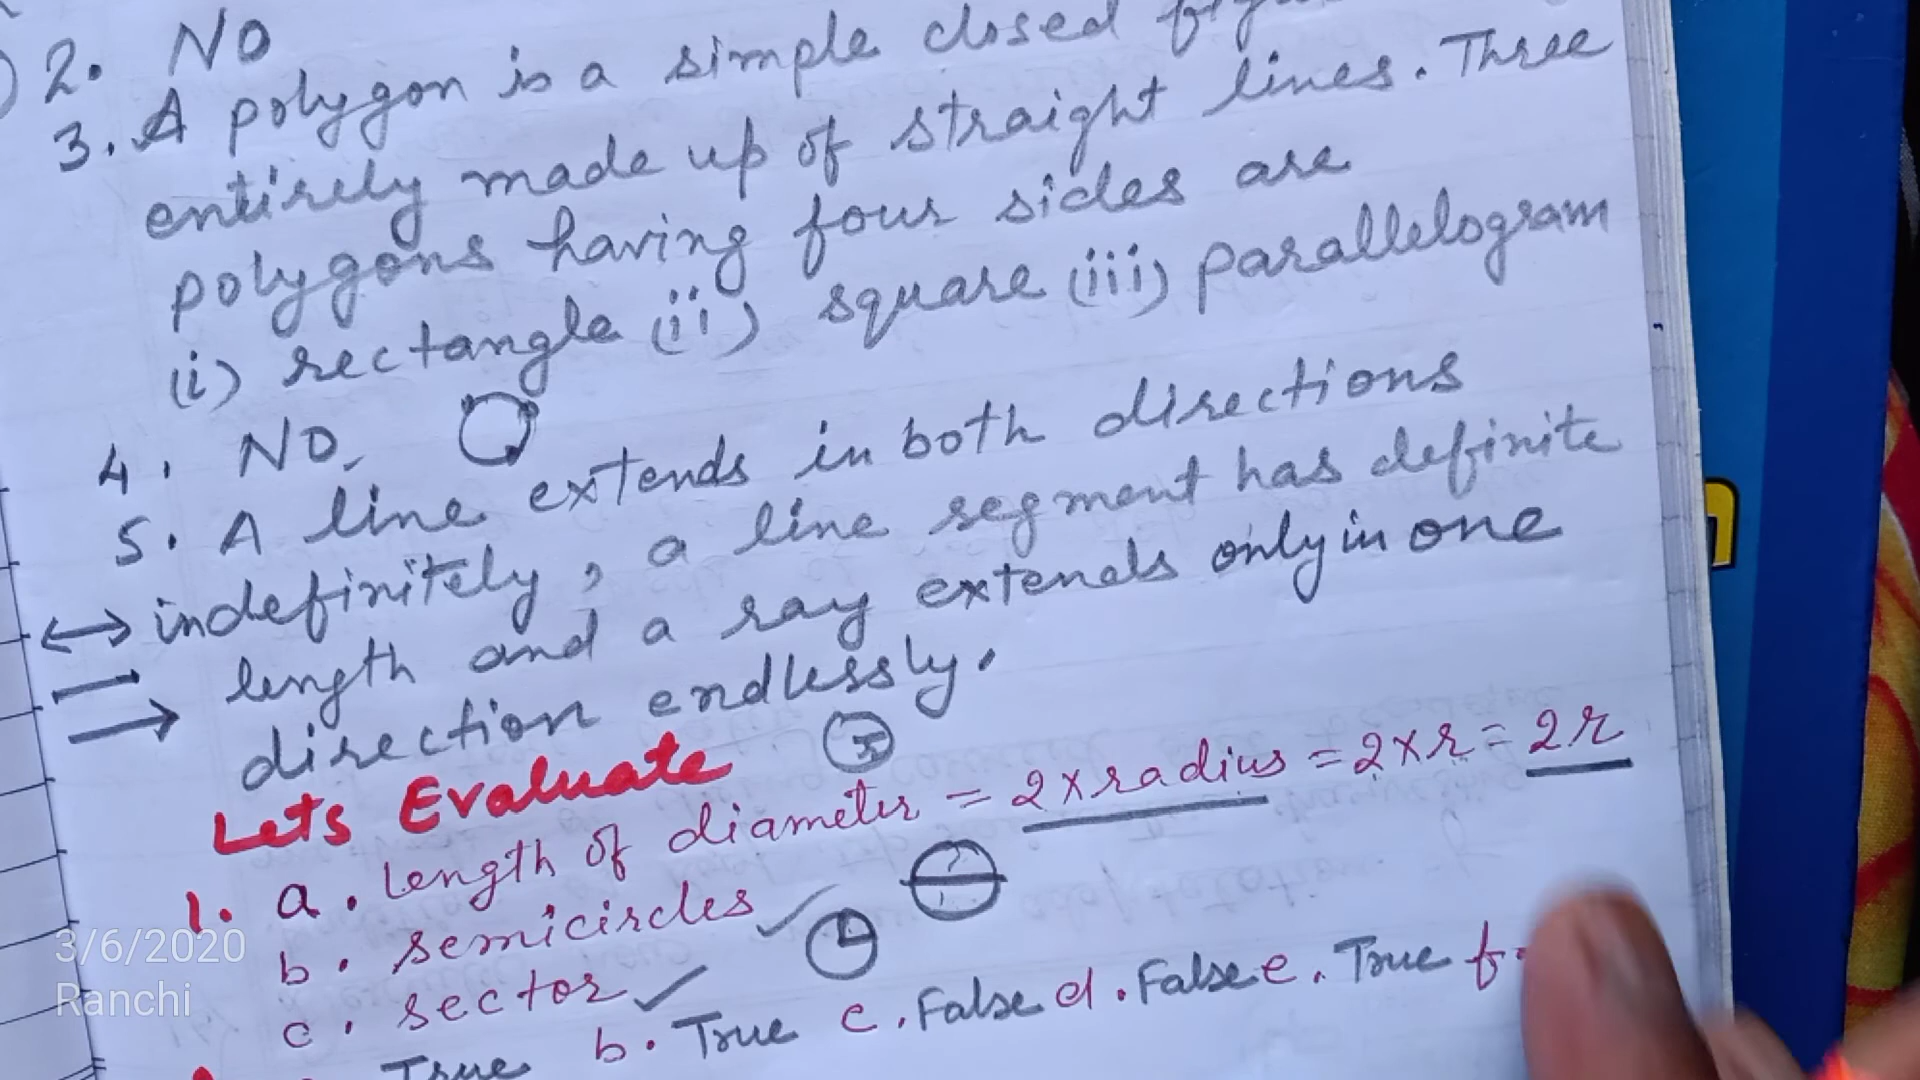 2. NO
3. A polygon is a simple closed
entirely made up of straight lines. Three
polygons having four sides are
(i) rectangle (ii) square (iii) parallelogram
4. NO.
5. A line extends in both directions
indefinitely, a line segment has definite
length and a ray extends only in one
direction endlessly.
Lets Evaluate
1. a. Length of diameter = 2 x radius = 2 x r = 2r
b. semicircles
c. sector
True b. True c. False d. False e. True f.
3/6/2020
Ranchi